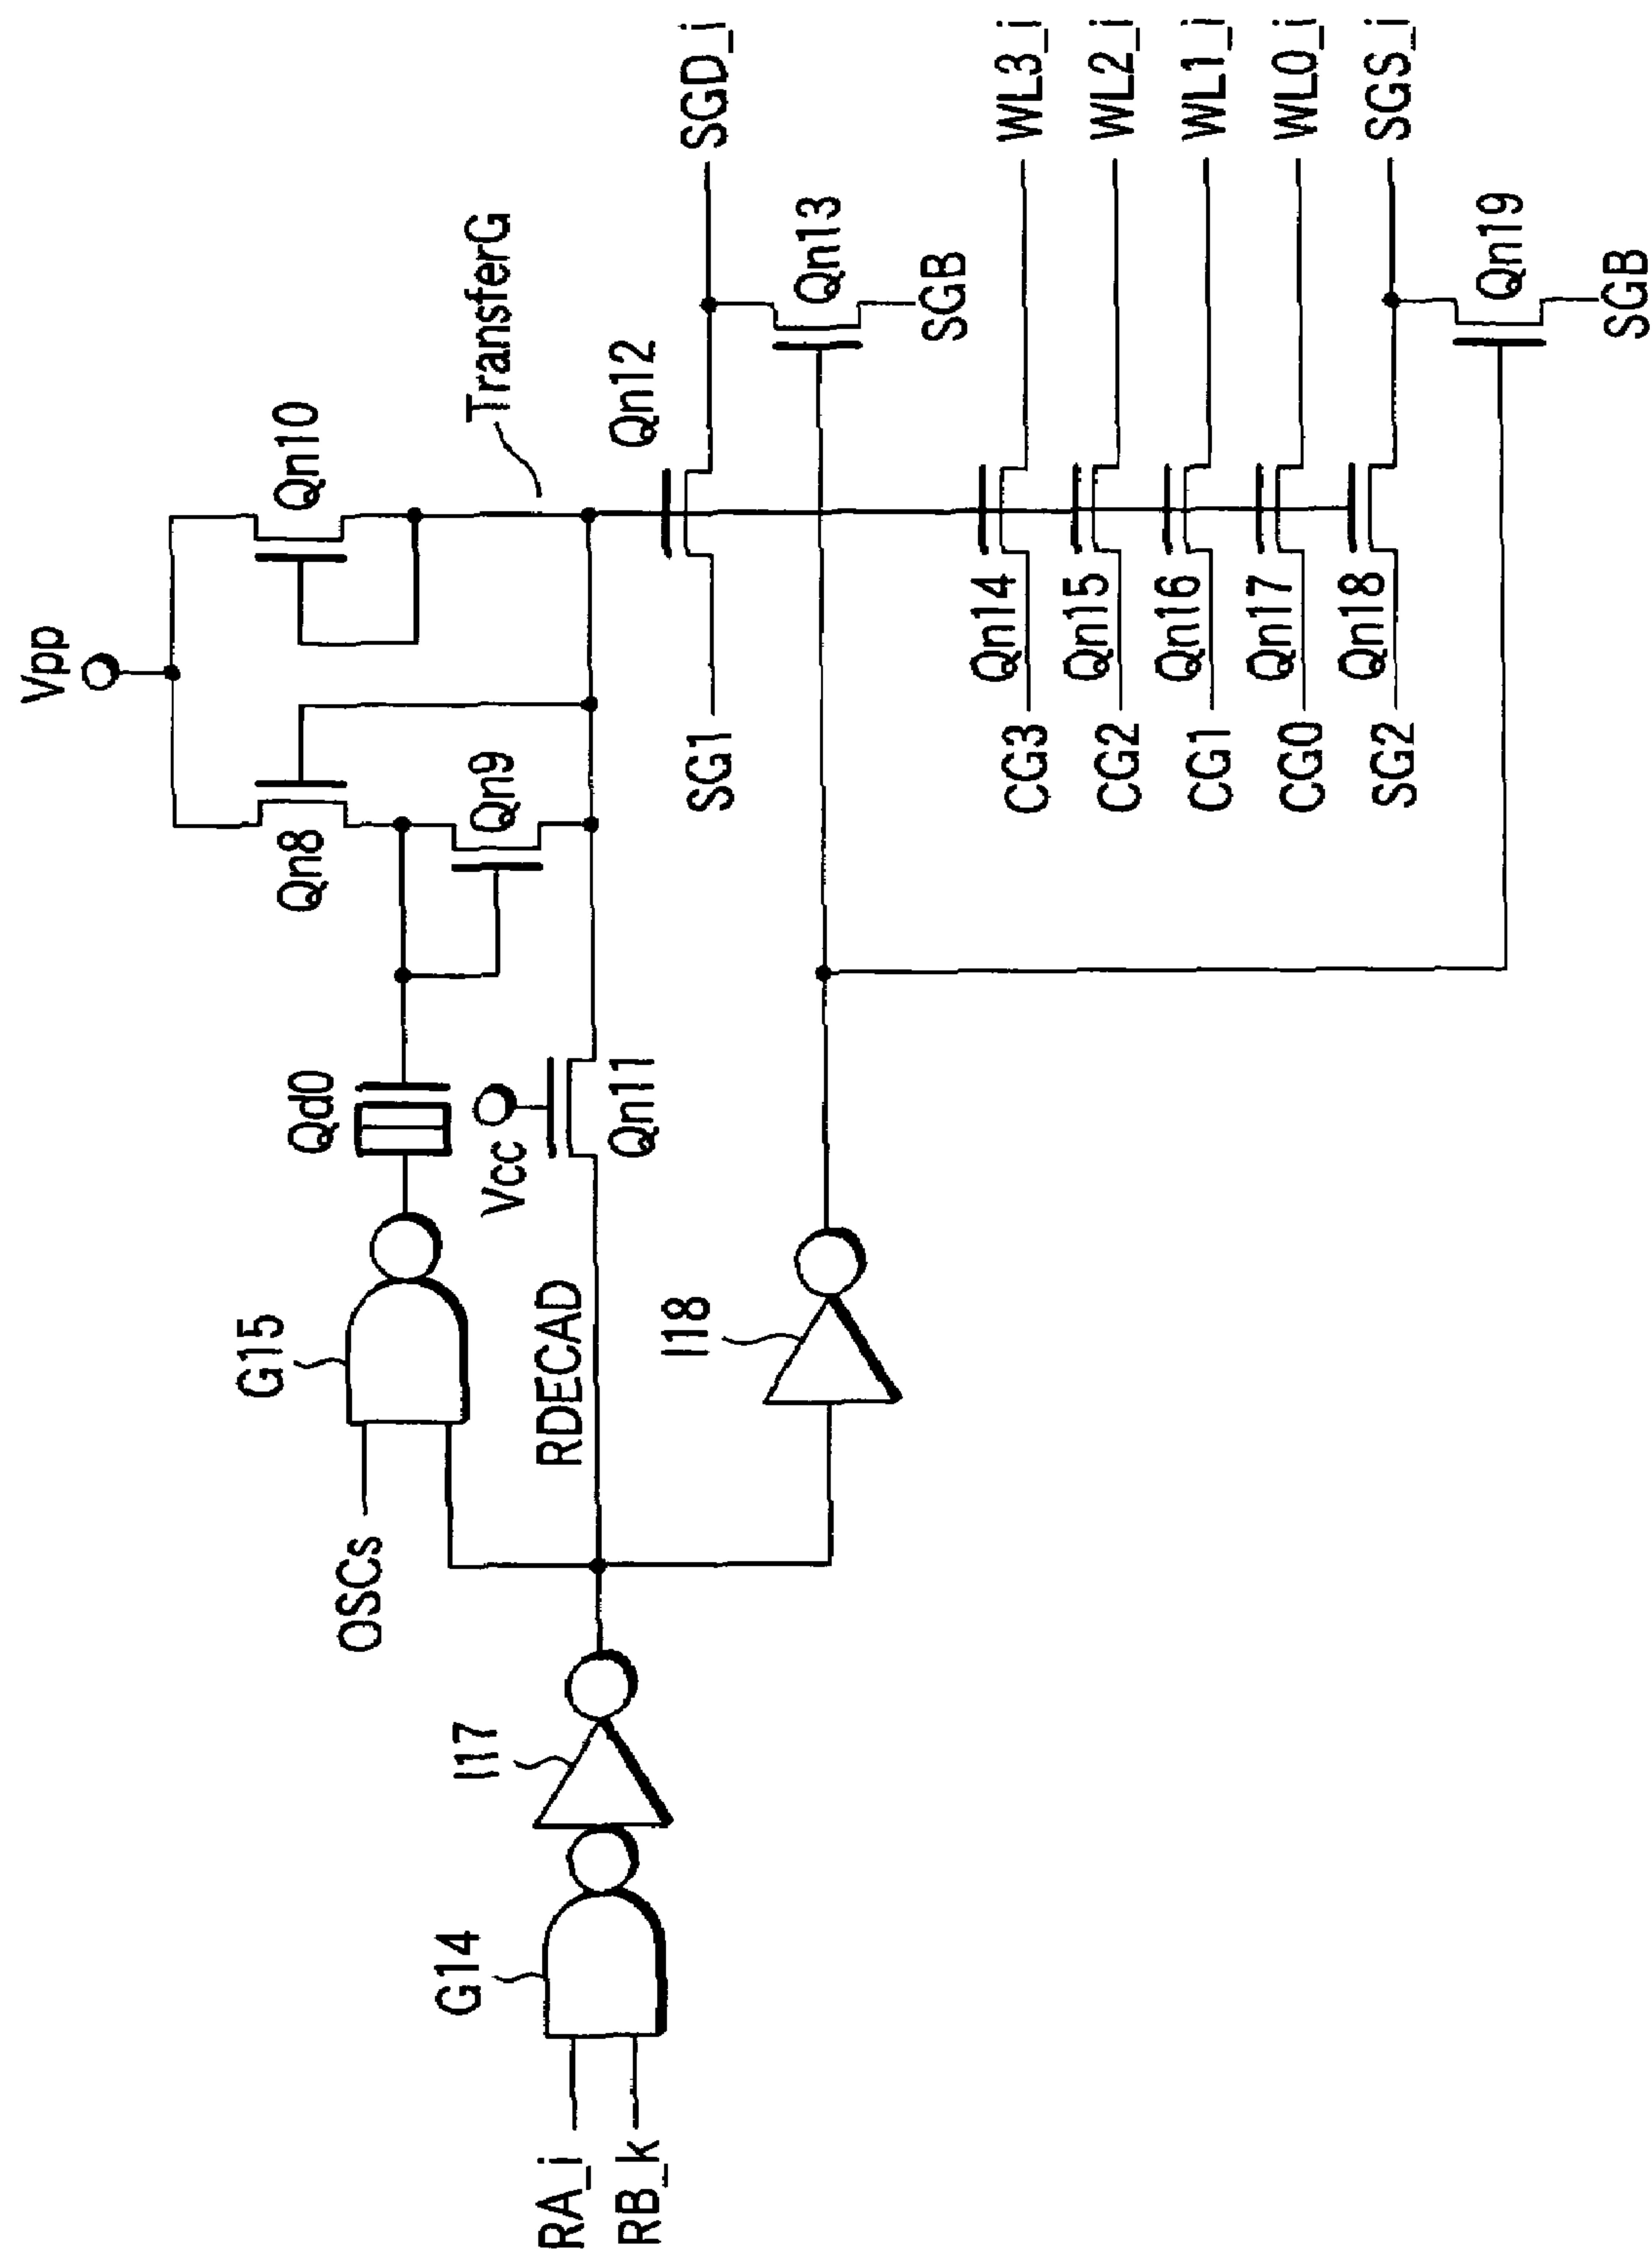 Vpp
Qn8
Qn10
Qn9
TransferG
Qd0
G15
OSCs
Vcc
Qn11
RDECAD
RA_i
RB_k
G14
I17
I18
Qn12
SG1
SGD_i
Qn13
SGB
Qn14
CG3
WL3_i
Qn15
CG2
WL2_i
Qn16
CG1
WL1_i
Qn17
CG0
WL0_i
Qn18
SG2
SGS_i
Qn19
SGB